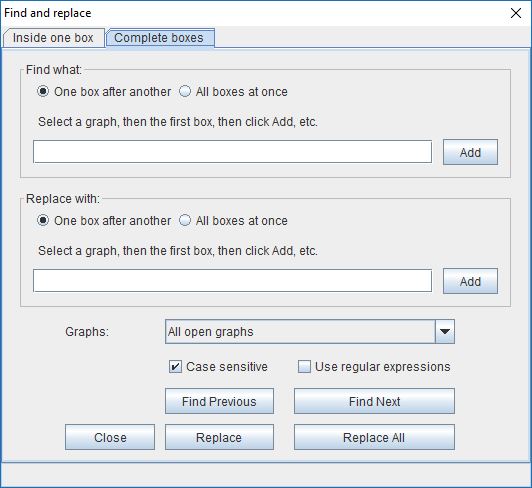 Find and replace
Inside one box Complete boxes
Find what:
One box after another All boxes at once
Select a graph, then the first box, then click Add, etc.
Add
Replace with:
One box after another All boxes at once
Select a graph, then the first box, then click Add, etc.
Add
Graphs: All open graphs
Case sensitive Use regular expressions
Find Previous Find Next
Close Replace Replace All